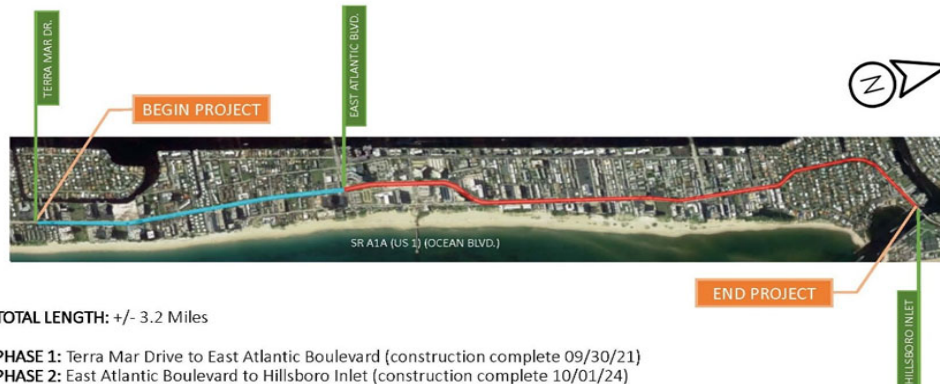 TERRA MAR DR.
EAST ATLANTIC BLVD.
N
BEGIN PROJECT
SR A1A (US 1) (OCEAN BLVD.)
END PROJECT
HILLSBORO INLET
TOTAL LENGTH: +/- 3.2 Miles
PHASE 1: Terra Mar Drive to East Atlantic Boulevard (construction complete 09/30/21)
PHASE 2: East Atlantic Boulevard to Hillsboro Inlet (construction complete 10/01/24)